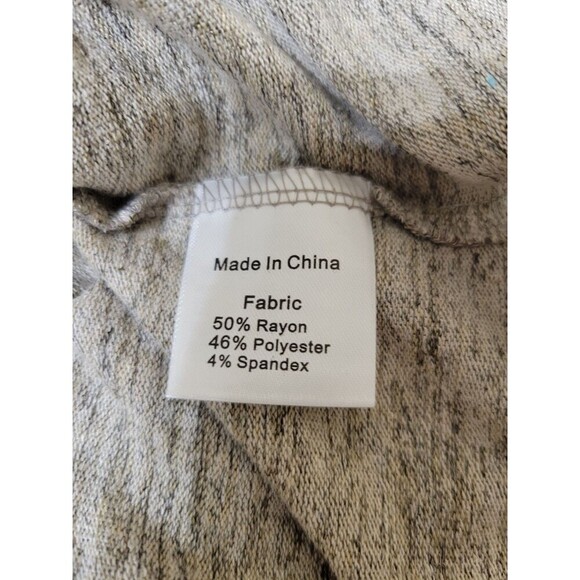 Made In China
Fabric
50% Rayon
46% Polyester
4% Spandex